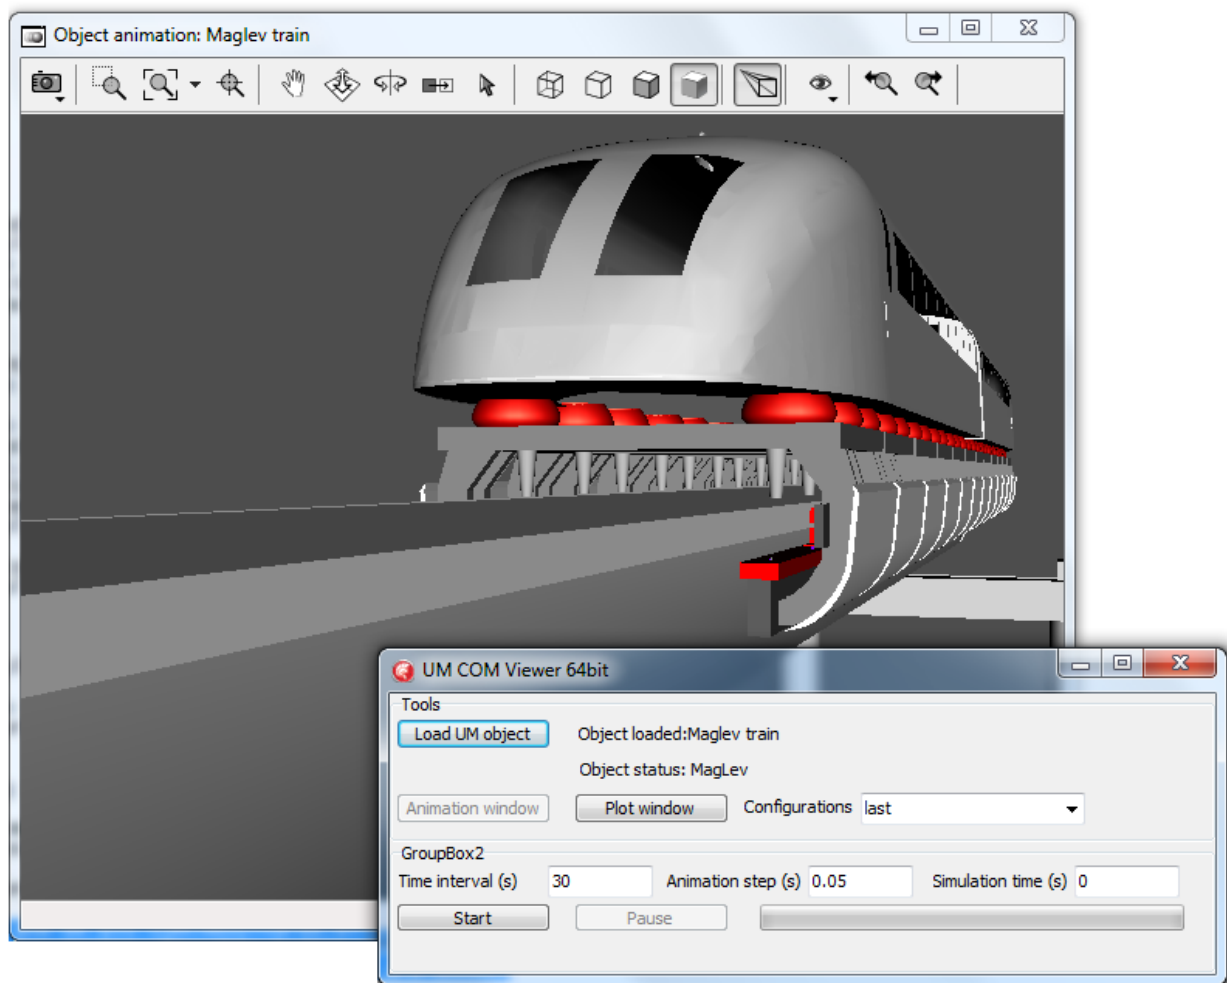 Object animation: Maglev train
UM COM Viewer 64bit
Tools
Load UM object Object loaded:Maglev train
Object status: MagLev
Animation window Plot window Configurations last
GroupBox2
Time interval (s) 30 Animation step (s) 0.05 Simulation time (s) 0
Start Pause